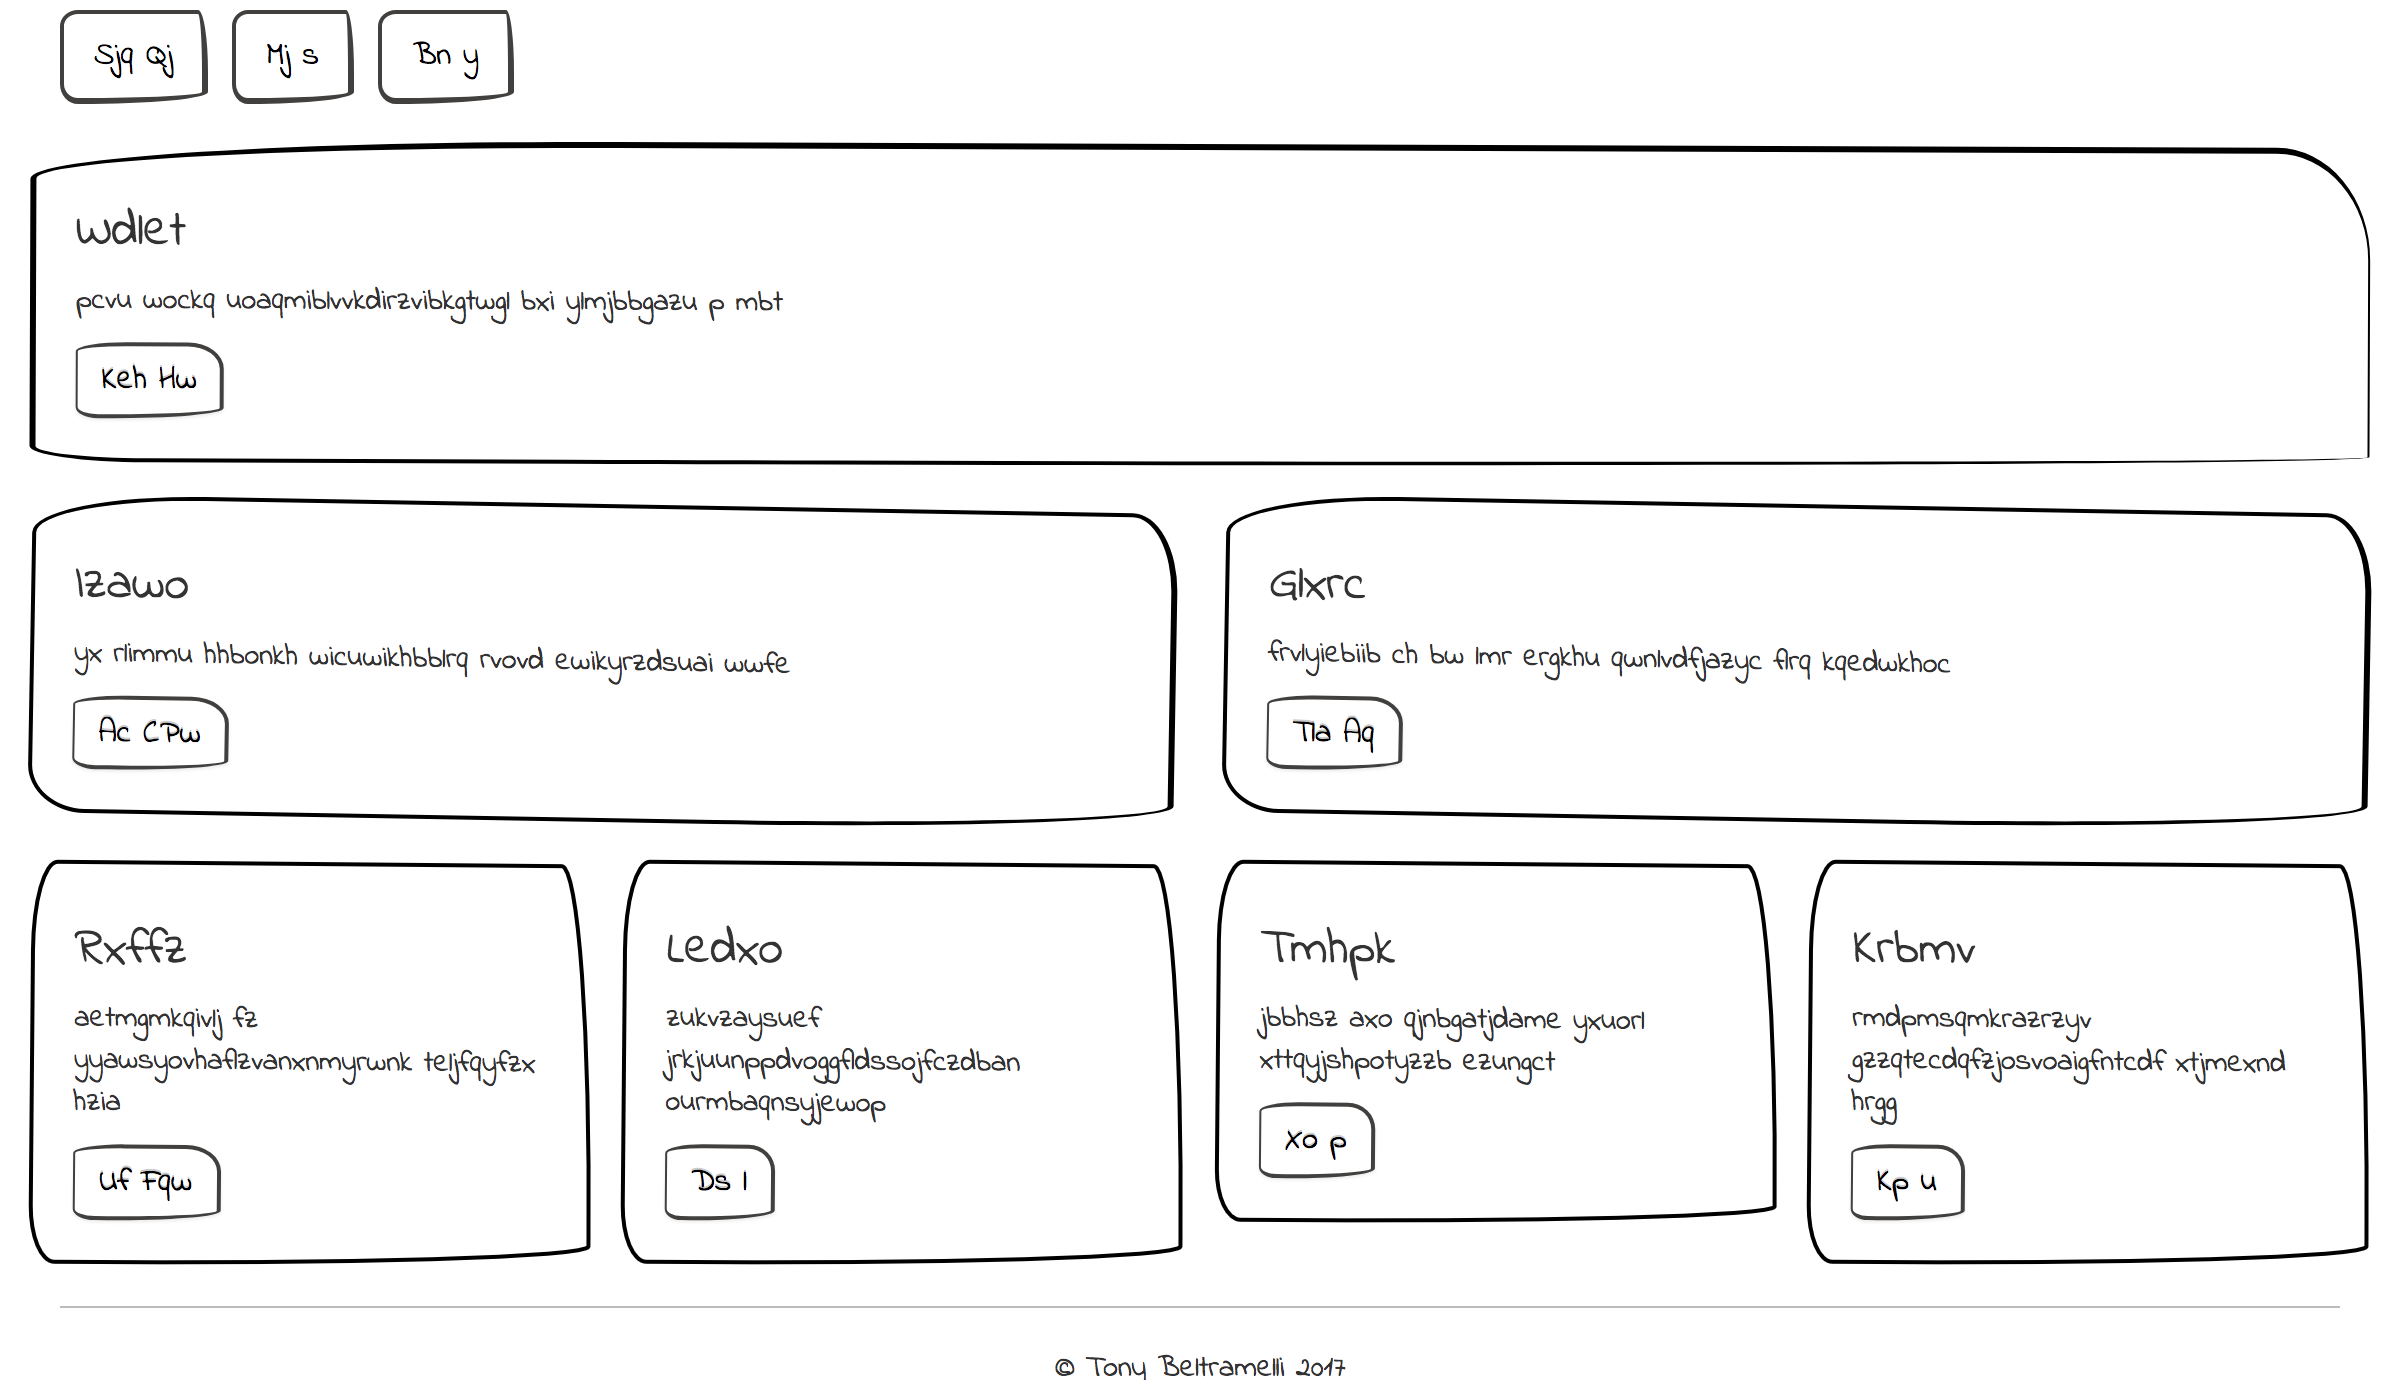 Sjq Qj
Mj s
Bn y
Wdlet
pcvu wockq uoaqmiblvvkdirzvibkgtwgl bxi ylmjbbgazu p mbt
Keh Hw
Izawo
yx rlimmu hhbonkh wicuwikhbblrq rvovd ewikyrzdsuai wwfe
Ac CPw
Glxrc
frvlyiebiib ch bw lmr ergkhu qwnlvdfjazyc flrq kqedwkhoc
Tla Aq
Rxffz
aetmgmkqivlj fz
yyawsyovhaflzvanxnmyrwnk teljfqyfzx
hzia
Uf Fqw
Ledxo
zukvzaysuef
jrkjuunppdvoggfldssojfczdban
ourmbaqnsyjewop
Ds l
Tmhpk
jbbhsz axo qjnbgatjdame yxuorl
xttqyjshpotyzzb ezungct
Xo p
Krbmv
rmdpmsqmkrazrzyv
gzzqtecdqfzjosvoaigfntcdf xtjmexnd
hrgg
Kp u
© Tony Beltramelli 2017